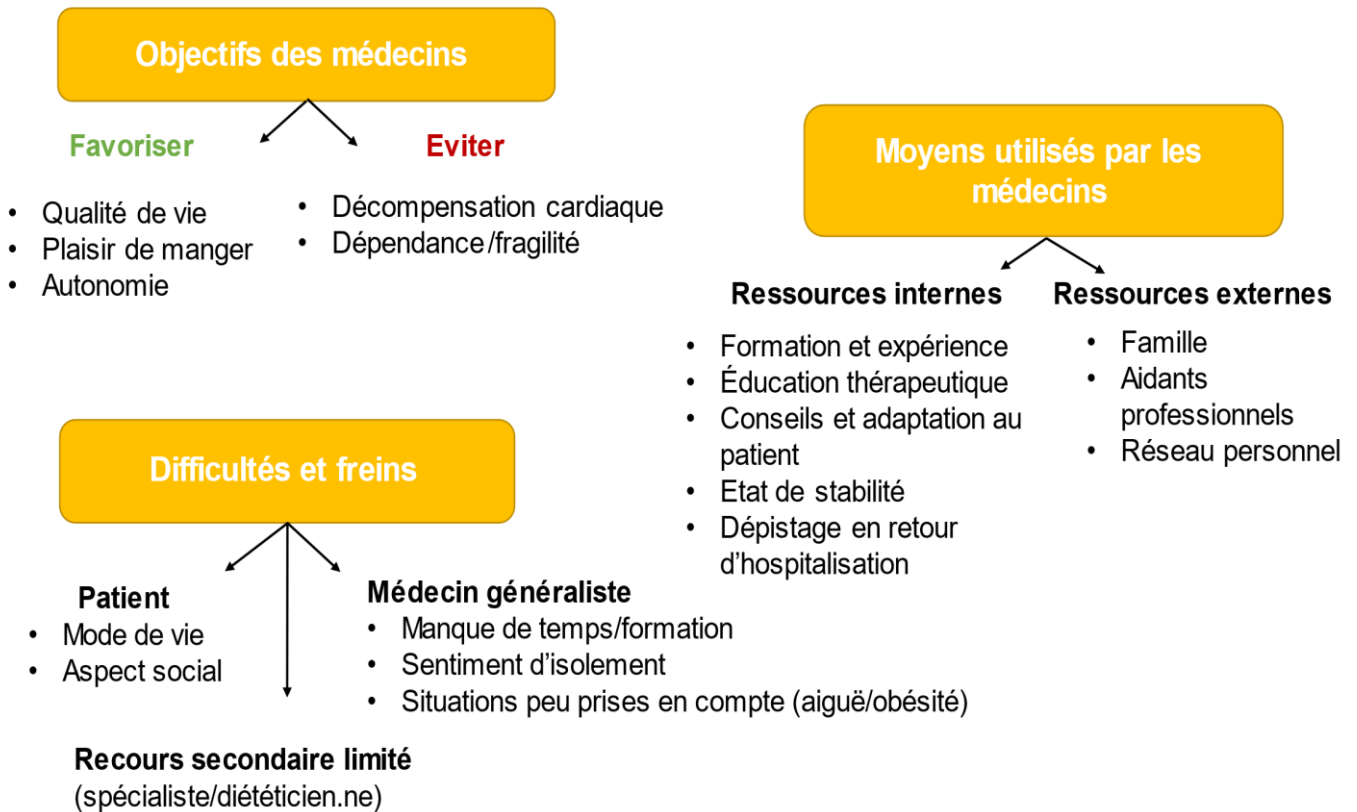 Objectifs des médecins
Favoriser
Eviter
• Qualité de vie
• Plaisir de manger
• Autonomie
• Décompensation cardiaque
• Dépendance/fragilité
Moyens utilisés par les
médecins
Ressources internes
• Formation et expérience
• Éducation thérapeutique
• Conseils et adaptation au
patient
• Etat de stabilité
• Dépistage en retour
d’hospitalisation
Ressources externes
• Famille
• Aidants
professionnels
• Réseau personnel
Difficultés et freins
Patient
• Mode de vie
• Aspect social
Médecin généraliste
• Manque de temps/formation
• Sentiment d’isolement
• Situations peu prises en compte (aiguë/obésité)
Recours secondaire limité
(spécialiste/diététicien.ne)